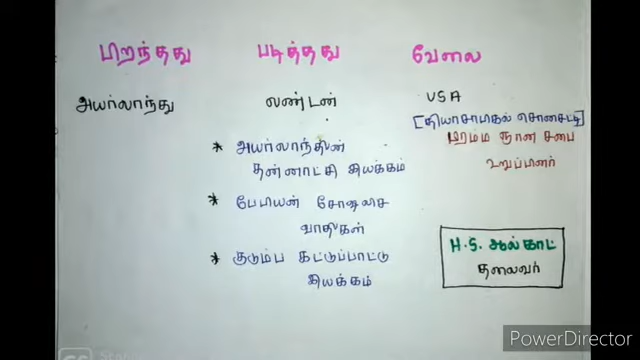 பிறந்தது படித்தது வேலை
அயர்லாந்து லண்டன் USA
[தியாசாபிகல் சொசைட்டி]
பிரம்ம ஞான சபை
உறுப்பினர்
* அயர்லாந்தின்
தன்னாட்சி இயக்கம்
* பேபியன் சோஷலிச
வாதிகள்
* குடும்ப கட்டுப்பாட்டு
இயக்கம்
H.S. ஆல்காட்
தலைவர்
PowerDirector